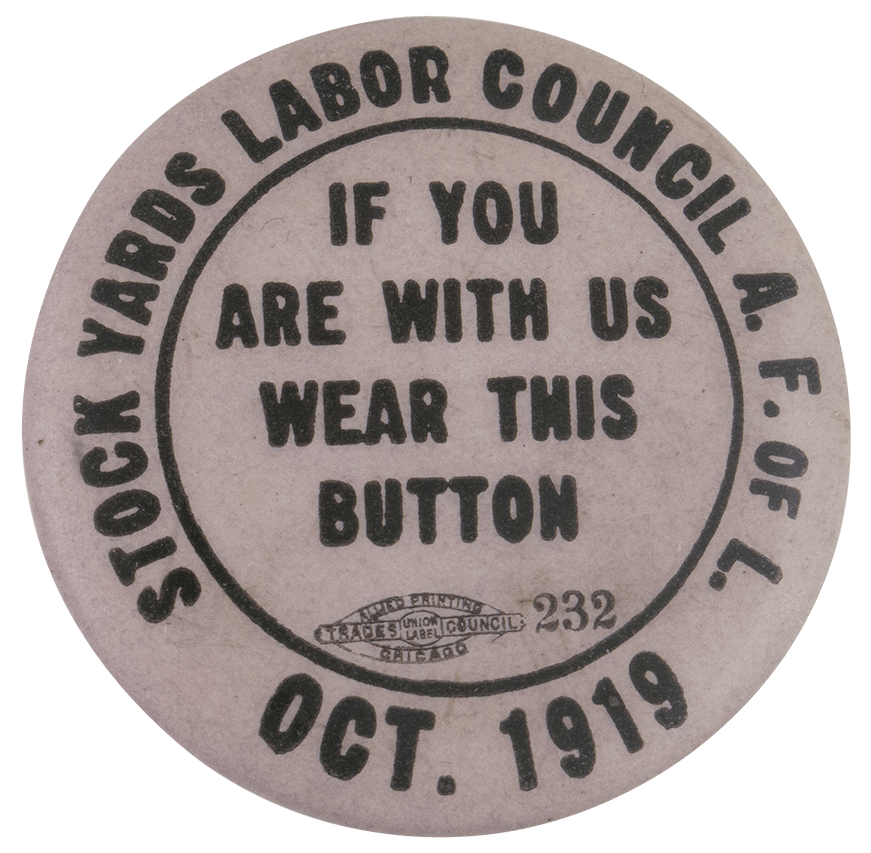 STOCK YARDS LABOR COUNCIL A. F. OF L.
IF YOU
ARE WITH US
WEAR THIS
BUTTON
ALLIED PRINTING
TRADES UNION LABEL COUNCIL
CHICAGO
232
OCT. 1919